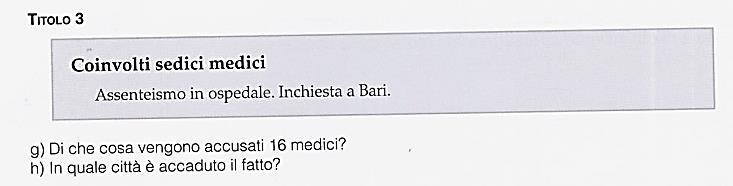 TITOLO 3
Coinvolti sedici medici
Assenteismo in ospedale. Inchiesta a Bari.
g) Di che cosa vengono accusati 16 medici?
h) In quale città è accaduto il fatto?